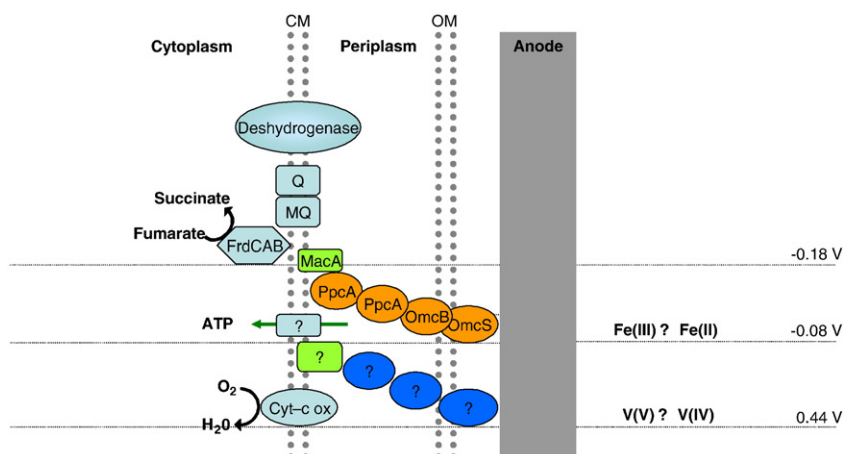 CM
OM
Cytoplasm
Periplasm
Anode
Deshydrogenase
Q
Succinate
MQ
Fumarate
FrdCAB
MacA
-0.18 V
PpcA
PpcA
OmcB
OmcS
ATP
?
Fe(III) ? Fe(II)
-0.08 V
?
?
?
?
O2
Cyt–c ox
H20
V(V) ? V(IV)
0.44 V